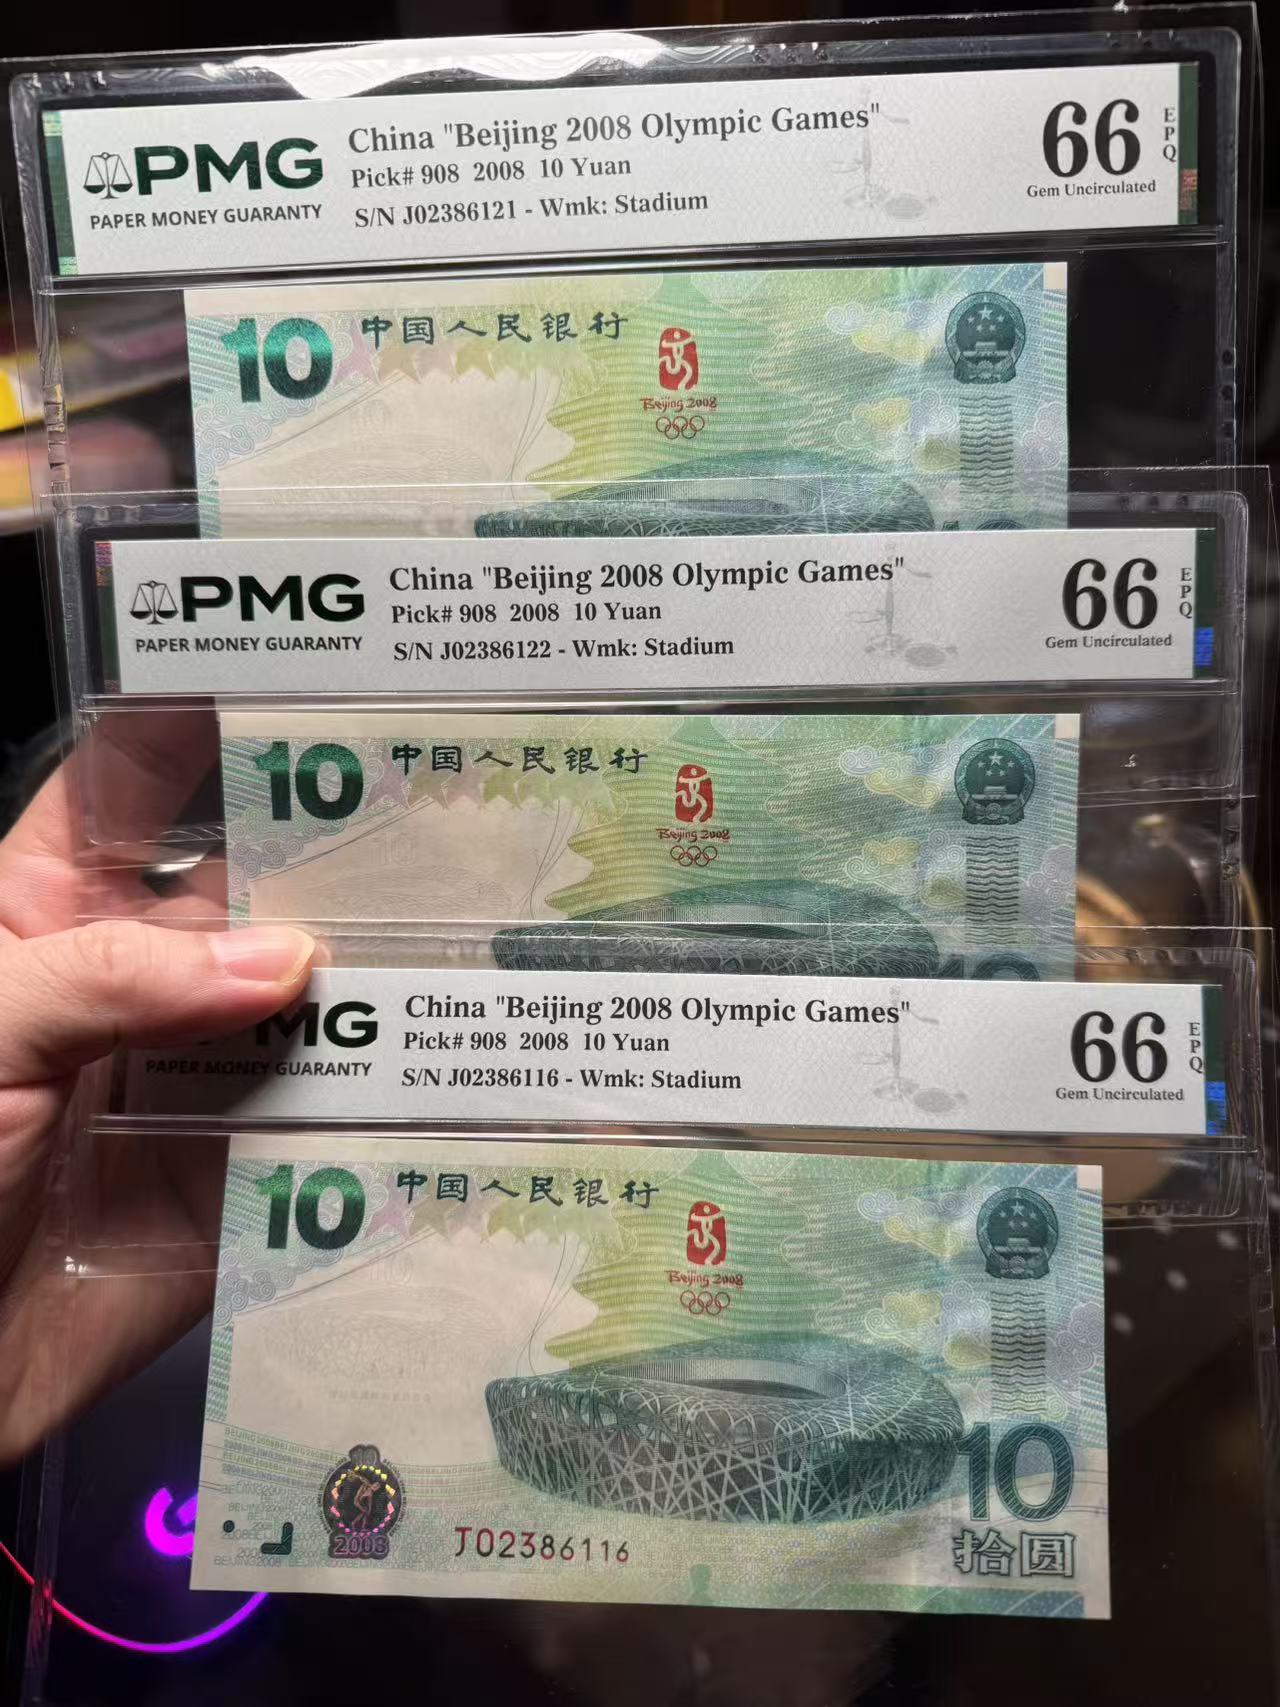 PMG
PAPER MONEY GUARANTY
China "Beijing 2008 Olympic Games"
Pick# 908 2008 10 Yuan
S/N J02386121 - Wmk: Stadium
66
EPQ
Gem Uncirculated
10
中国人民银行
Beijing 2008
PMG
PAPER MONEY GUARANTY
China "Beijing 2008 Olympic Games"
Pick# 908 2008 10 Yuan
S/N J02386122 - Wmk: Stadium
66
EPQ
Gem Uncirculated
10
中国人民银行
Beijing 2008
10
MG
PAPER MONEY GUARANTY
China "Beijing 2008 Olympic Games"
Pick# 908 2008 10 Yuan
S/N J02386116 - Wmk: Stadium
66
EPQ
Gem Uncirculated
10
中国人民银行
Beijing 2008
10
拾圆
2008
J02386116